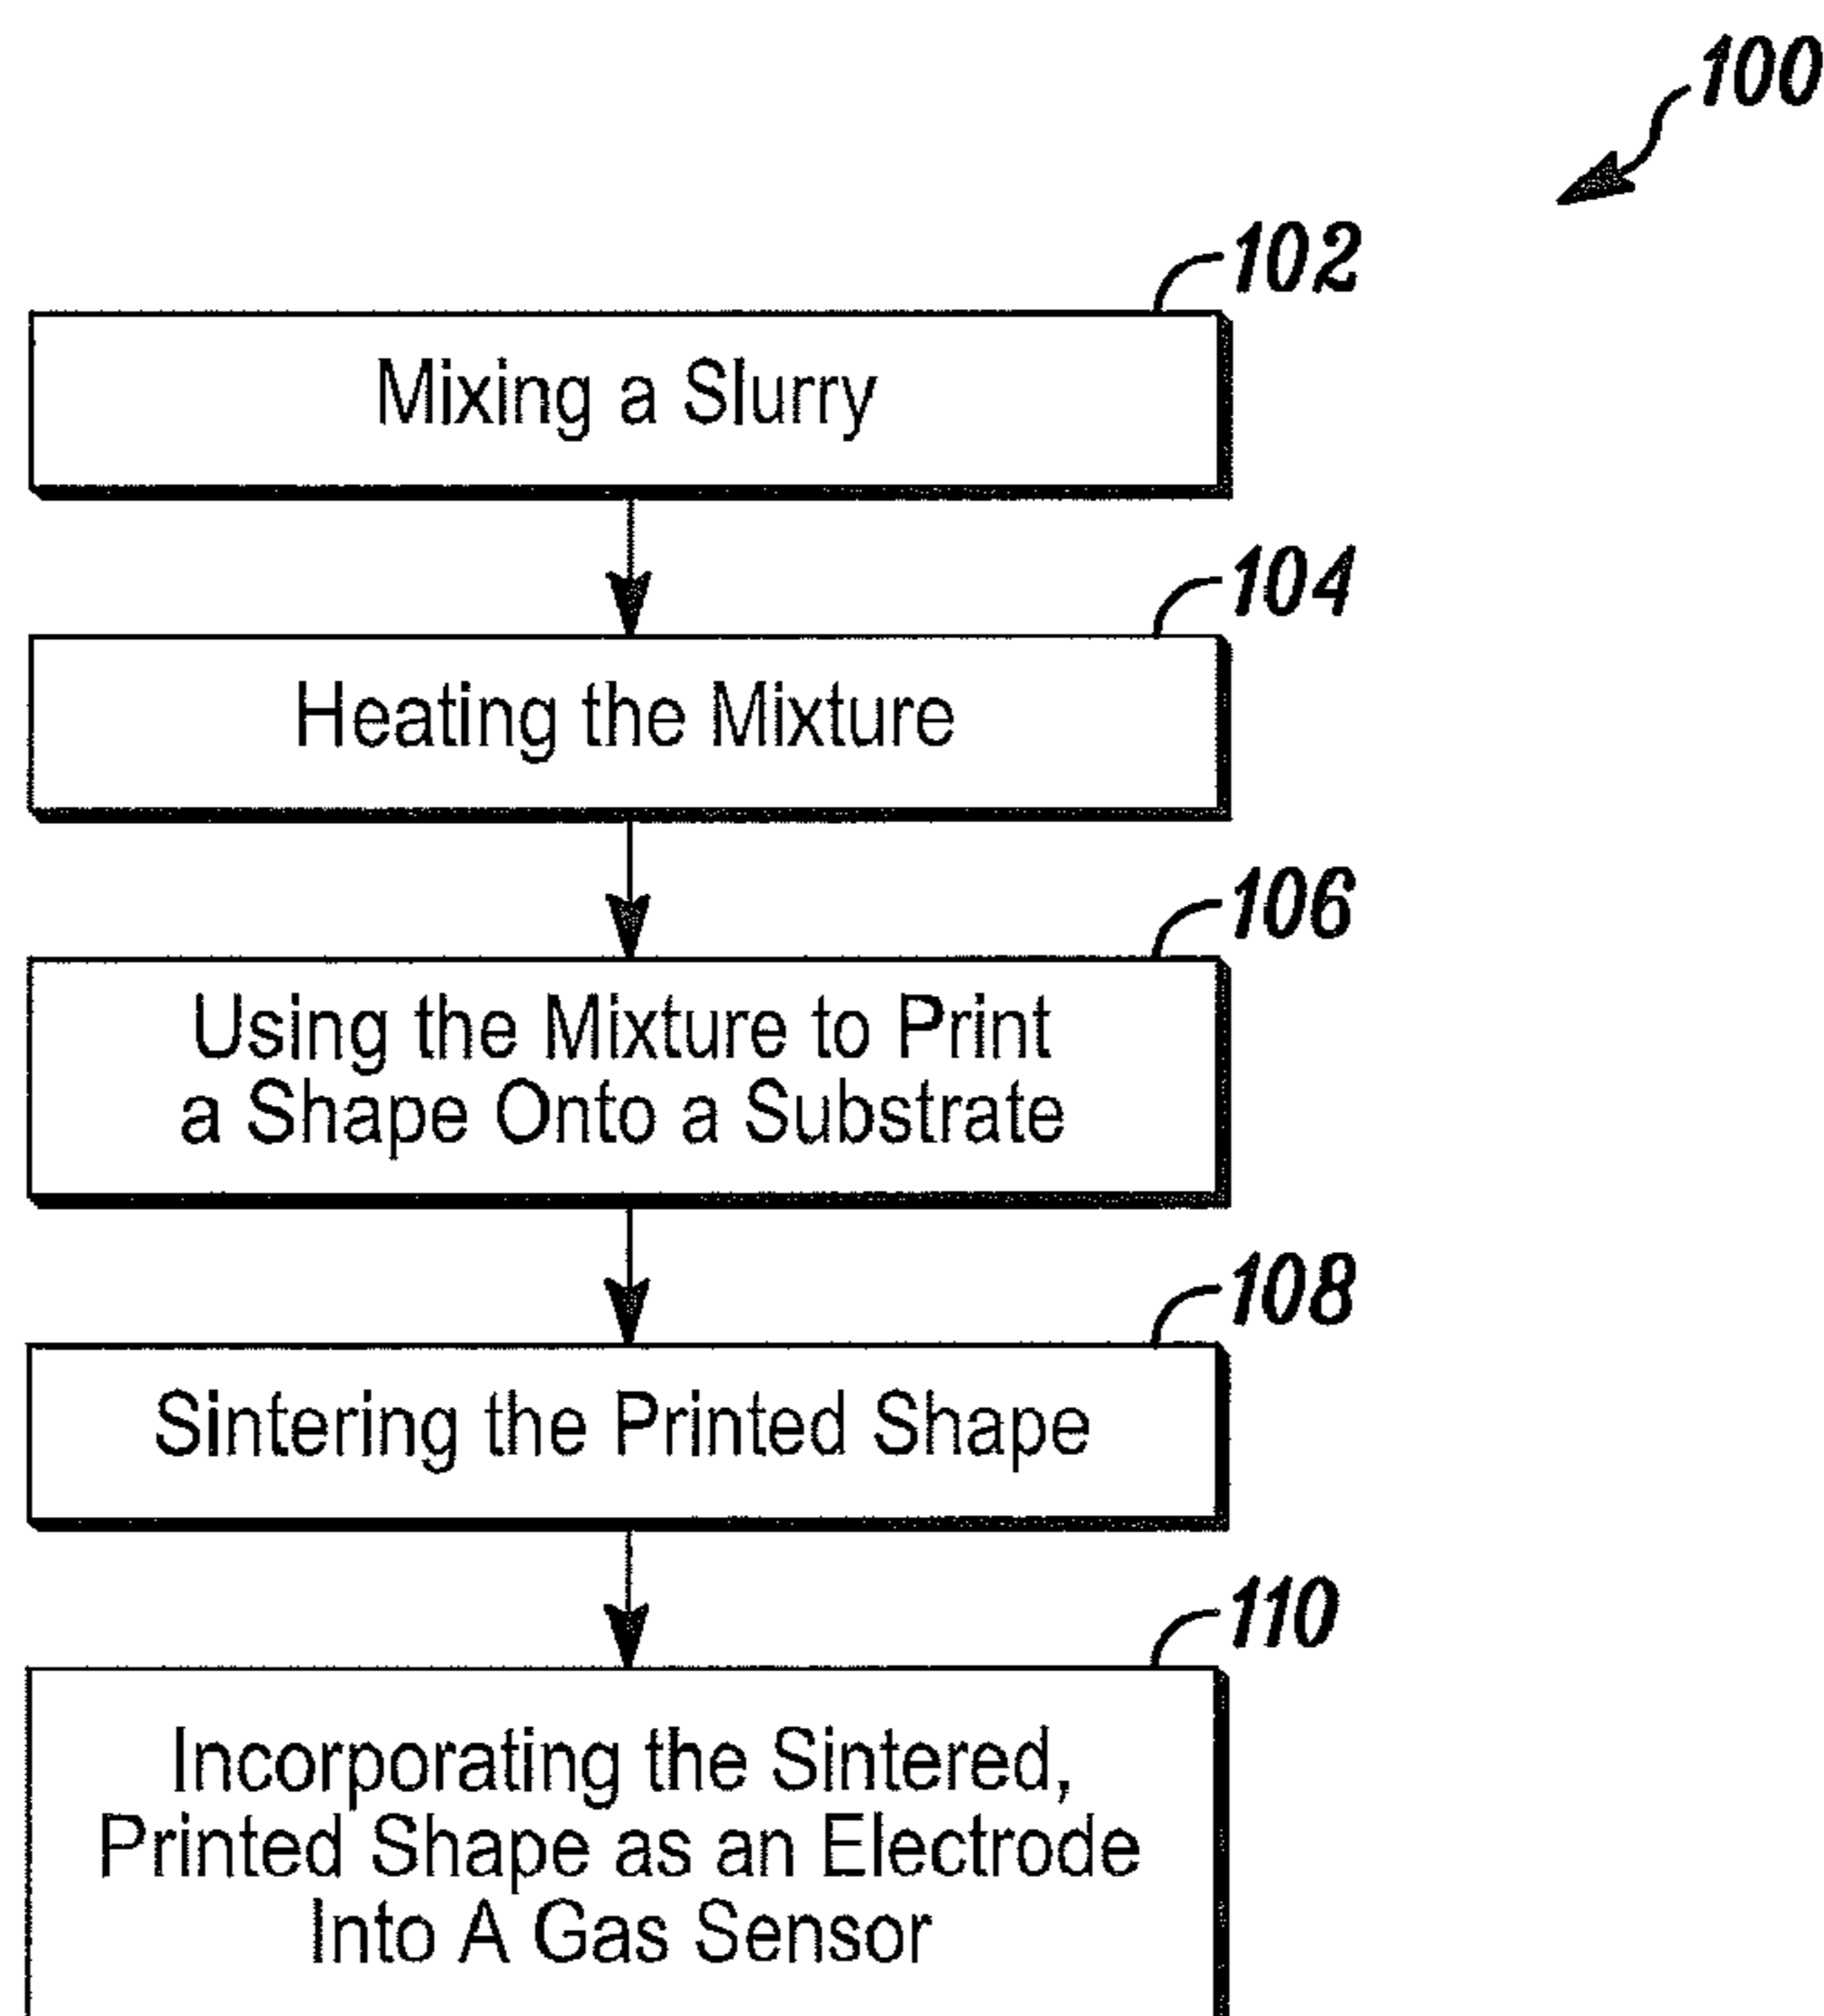 100
102
Mixing a Slurry
104
Heating the Mixture
106
Using the Mixture to Print
a Shape Onto a Substrate
108
Sintering the Printed Shape
110
Incorporating the Sintered,
Printed Shape as an Electrode
Into A Gas Sensor